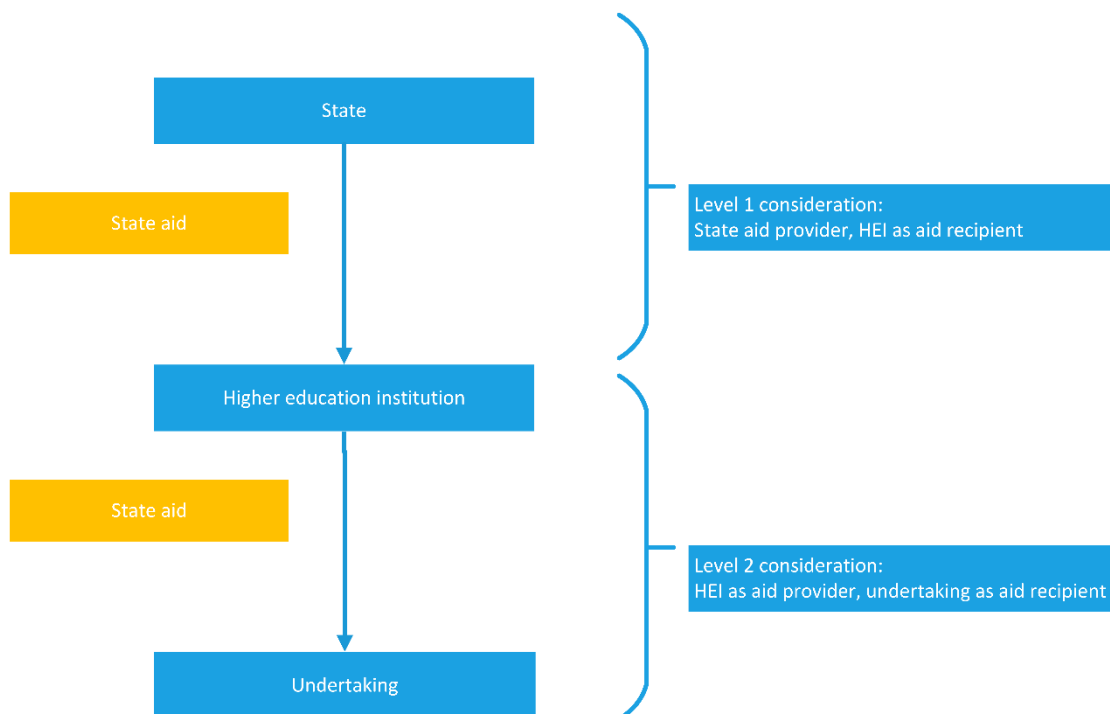 State
State aid
Level 1 consideration:
State aid provider, HEI as aid recipient
Higher education institution
State aid
Level 2 consideration:
HEI as aid provider, undertaking as aid recipient
Undertaking